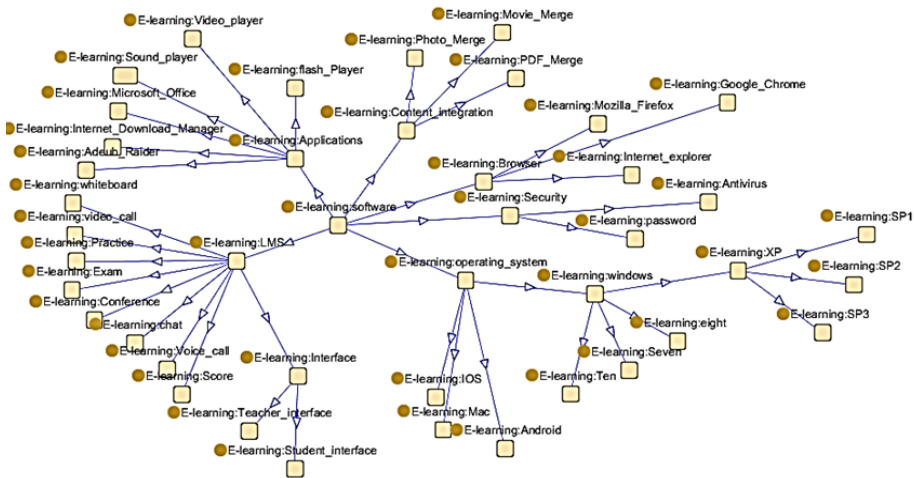 E-learning:Video_player
E-learning:Movie_Merge
E-learning:Photo_Merge
E-learning:Sound_player
E-learning:flash_Player
E-learning:PDF_Merge
E-learning:Google_Chrome
E-learning:Microsoft_Office
E-learning:Content_integration
E-learning:Mozilla_Firefox
E-learning:Internet_Download_Manager
E-learning:Applications
E-learning:Adeub_Raider
E-learning:Browser
E-learning:Internet_explorer
E-learning:whiteboard
E-learning:software
E-learning:Security
E-learning:Antivirus
E-learning:video_call
E-learning:password
E-learning:SP1
E-learning:Practice
E-learning:LMS
E-learning:XP
E-learning:operating_system
E-learning:SP2
E-learning:Exam
E-learning:windows
E-learning:Conference
E-learning:SP3
E-learning:chat
E-learning:eight
E-learning:Voice_call
E-learning:Interface
E-learning:Seven
E-learning:Score
E-learning:IOS
E-learning:Ten
E-learning:Teacher_interface
E-learning:Mac
E-learning:Android
E-learning:Student_interface